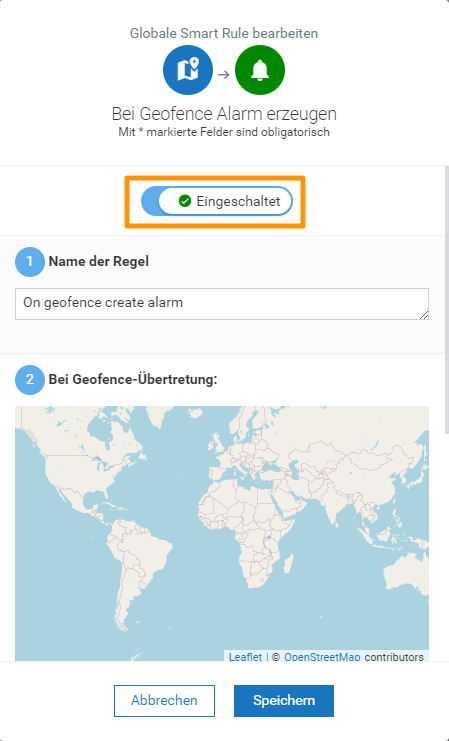 Globale Smart Rule bearbeiten
→
Bei Geofence Alarm erzeugen
Mit * markierte Felder sind obligatorisch
Eingeschaltet
1 Name der Regel
On geofence create alarm
2 Bei Geofence-Übertretung:
Leaflet | © OpenStreetMap contributors
Abbrechen Speichern